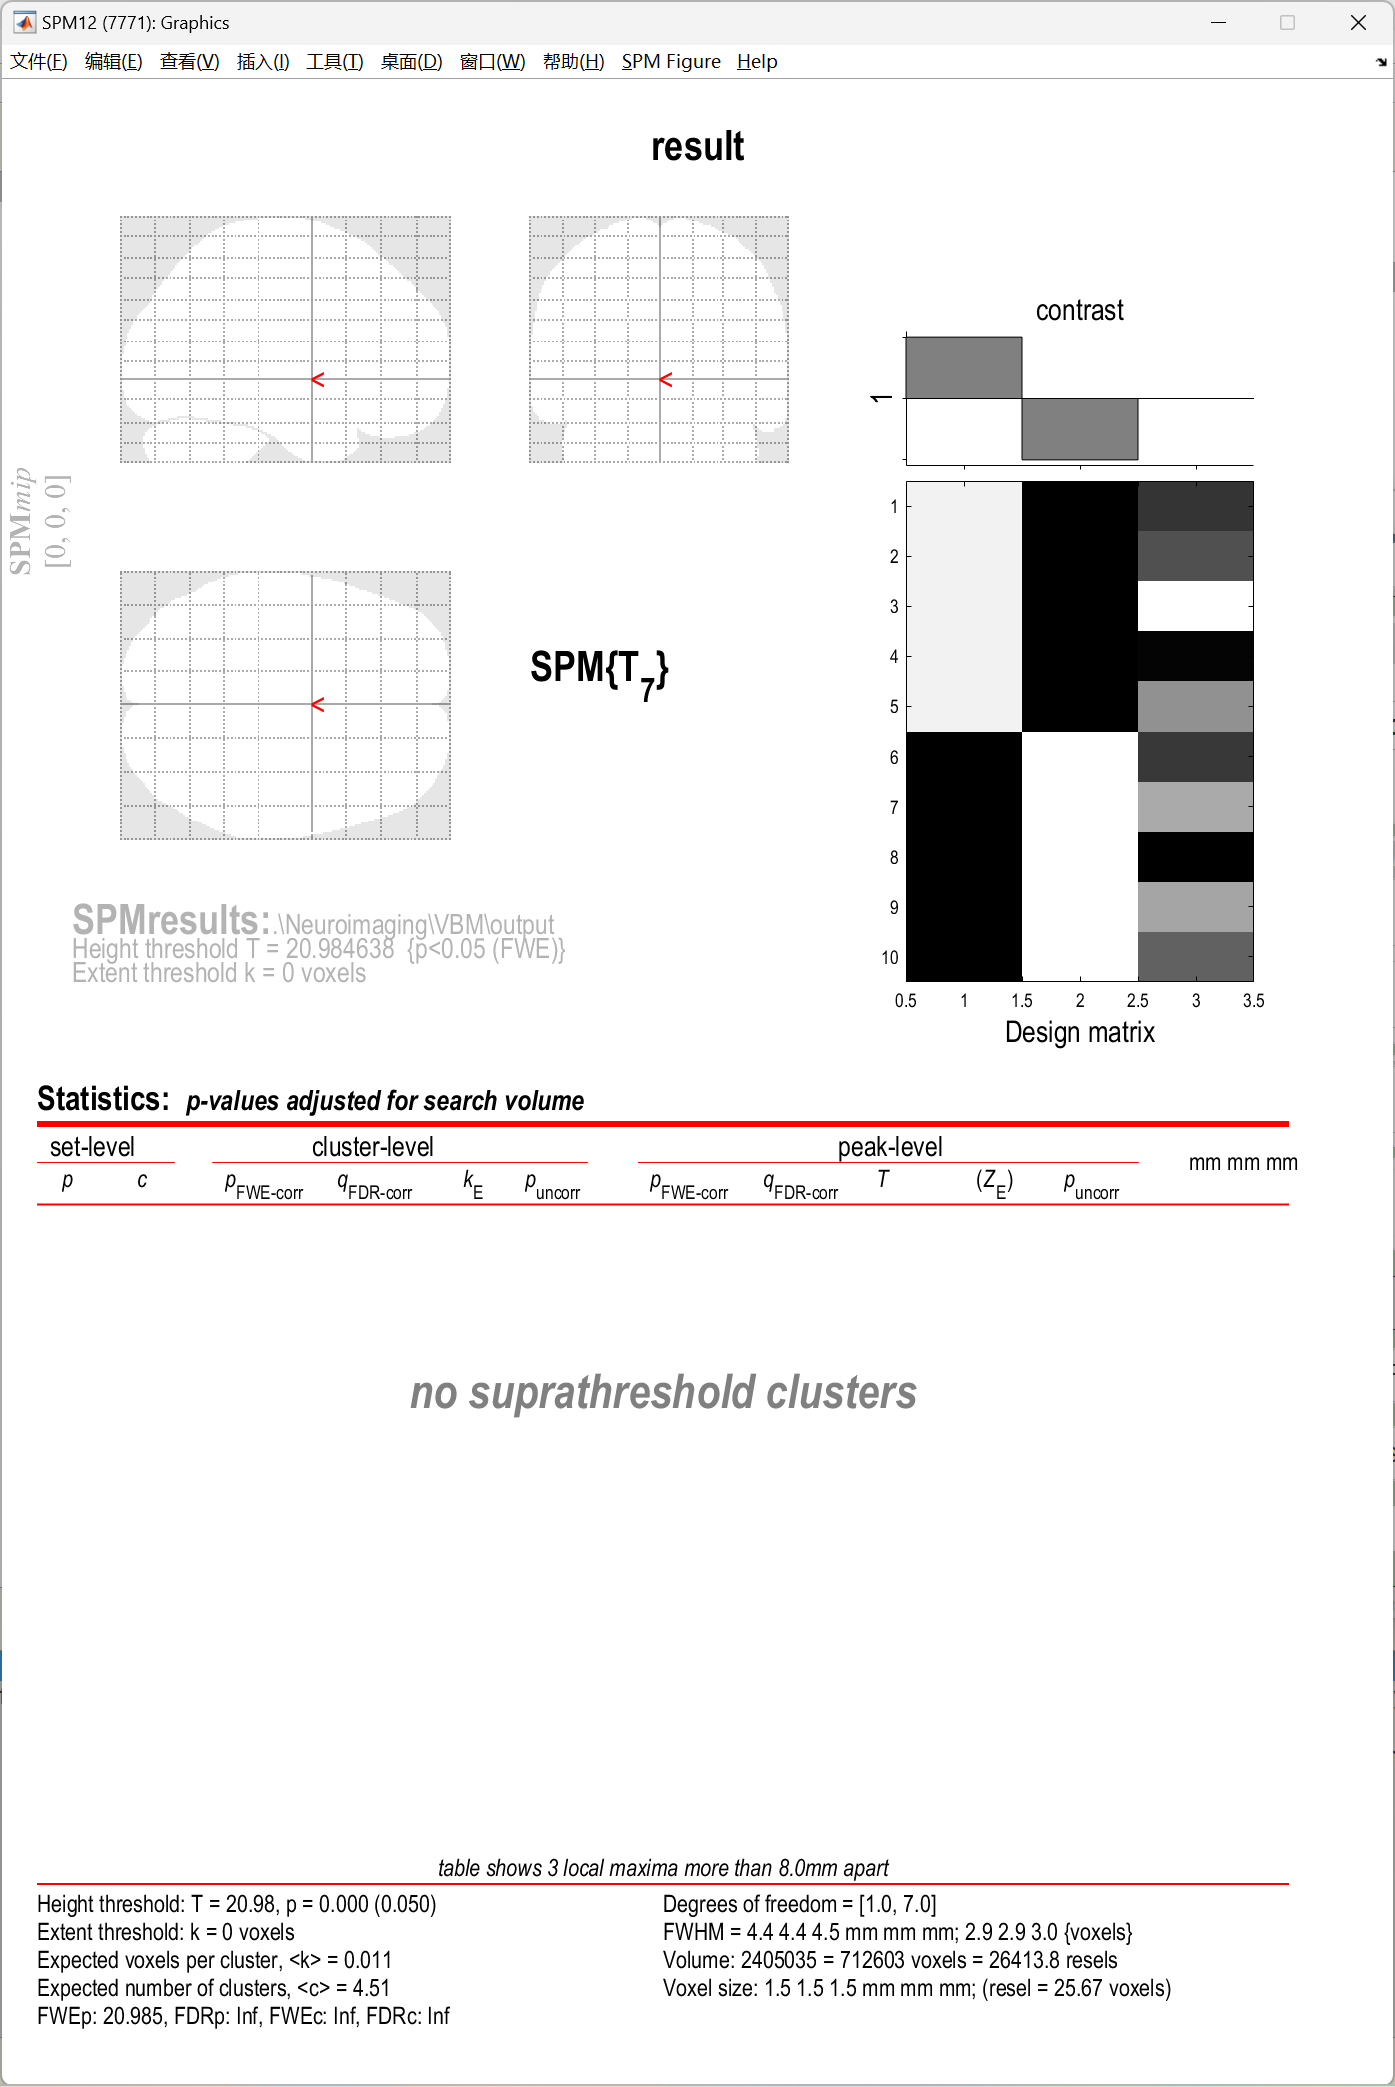 SPM12 (7771): Graphics
文件(F) 编辑(E) 查看(V) 插入(I) 工具(T) 桌面(D) 窗口(W) 帮助(H) SPM Figure Help
result
SPMmip
[0, 0, 0]
<
<
<
SPM{T7}
contrast
1
1
2
3
4
5
6
7
8
9
10
0.5 1 1.5 2 2.5 3 3.5
Design matrix
SPMresults: .\Neuroimaging\VBM\output
Height threshold T = 20.984638 {p<0.05 (FWE)}
Extent threshold k = 0 voxels
Statistics: p-values adjusted for search volume
set-level cluster-level peak-level mm mm mm
p c pFWE-corr qFDR-corr kE puncorr pFWE-corr qFDR-corr T (ZE) puncorr
no suprathreshold clusters
table shows 3 local maxima more than 8.0mm apart
Height threshold: T = 20.98, p = 0.000 (0.050)
Extent threshold: k = 0 voxels
Expected voxels per cluster, <k> = 0.011
Expected number of clusters, <c> = 4.51
FWEp: 20.985, FDRp: Inf, FWEc: Inf, FDRc: Inf
Degrees of freedom = [1.0, 7.0]
FWHM = 4.4 4.4 4.5 mm mm mm; 2.9 2.9 3.0 {voxels}
Volume: 2405035 = 712603 voxels = 26413.8 resels
Voxel size: 1.5 1.5 1.5 mm mm mm; (resel = 25.67 voxels)